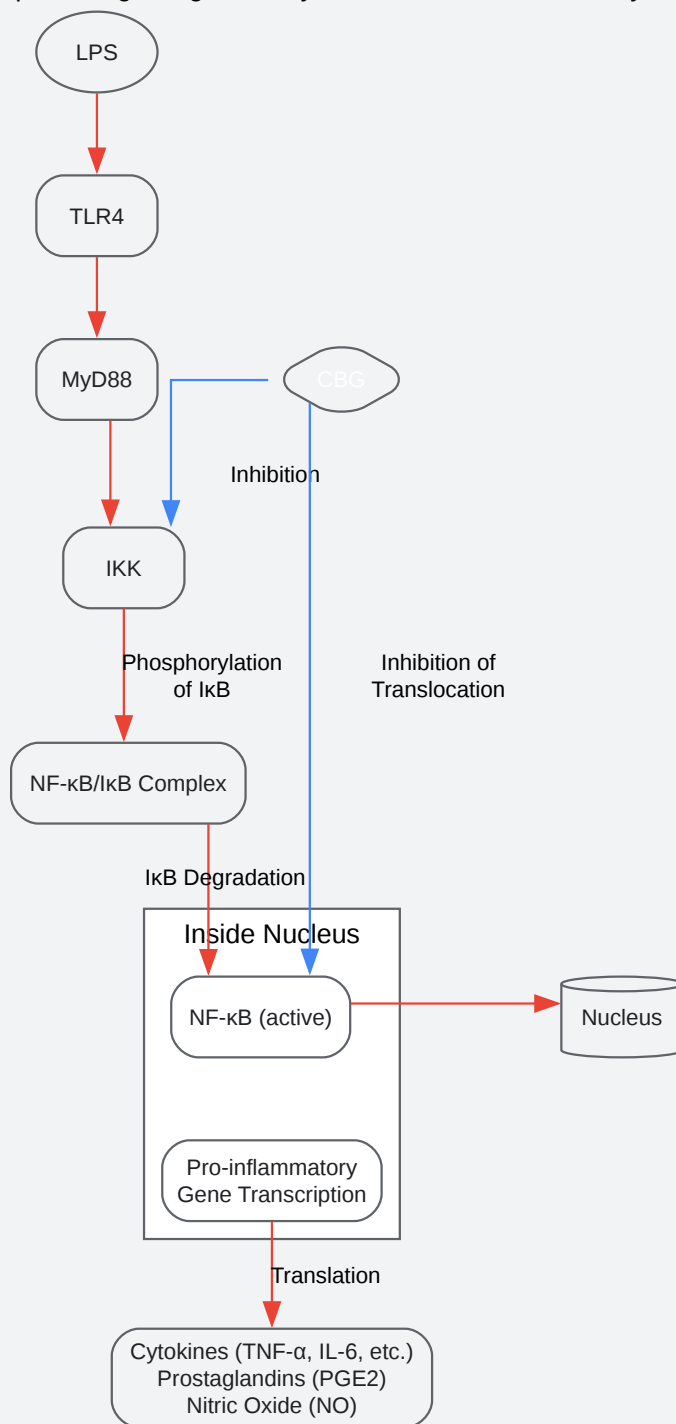 LPS
TLR4
MyD88
CBG
Inhibition
IKK
Phosphorylation
of IκB
Inhibition of
Translocation
NF-κB/IκB Complex
IκB Degradation
Inside Nucleus
NF-κB (active)
Nucleus
Pro-inflammatory
Gene Transcription
Translation
Cytokines (TNF-α, IL-6, etc.)
Prostaglandins (PGE2)
Nitric Oxide (NO)